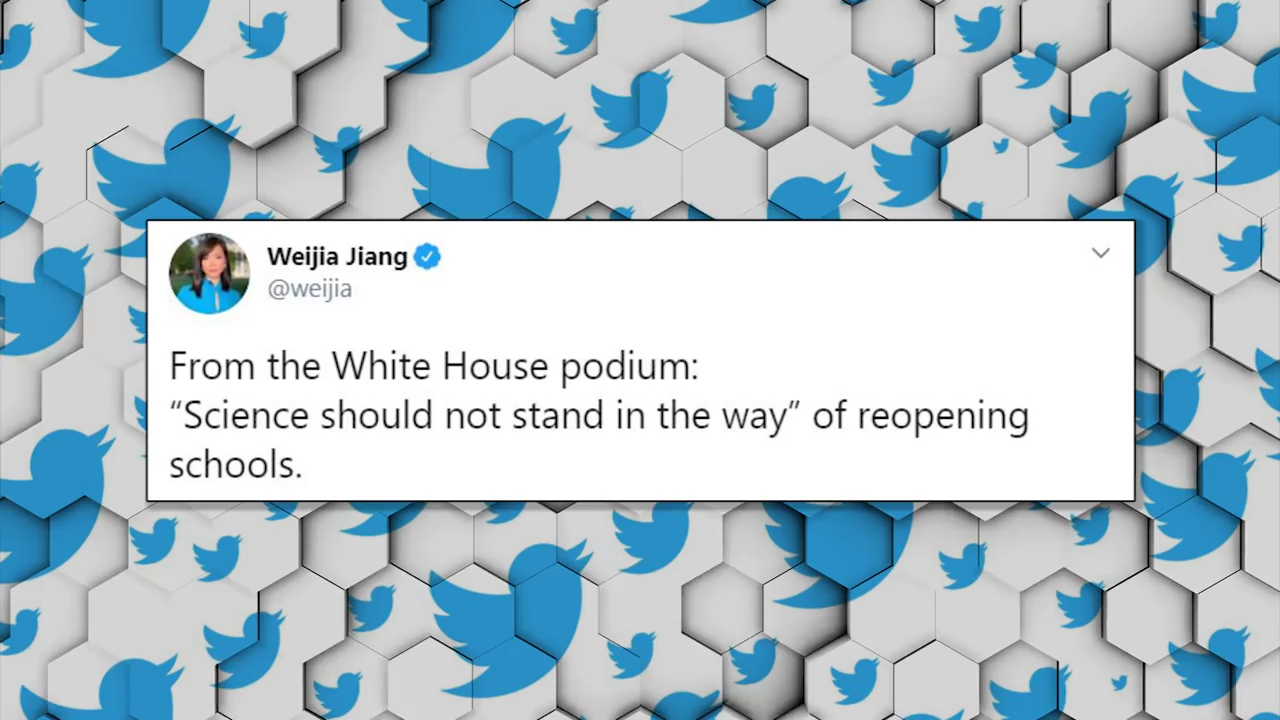 Weijia Jiang
@weijia
From the White House podium:
“Science should not stand in the way” of reopening
schools.